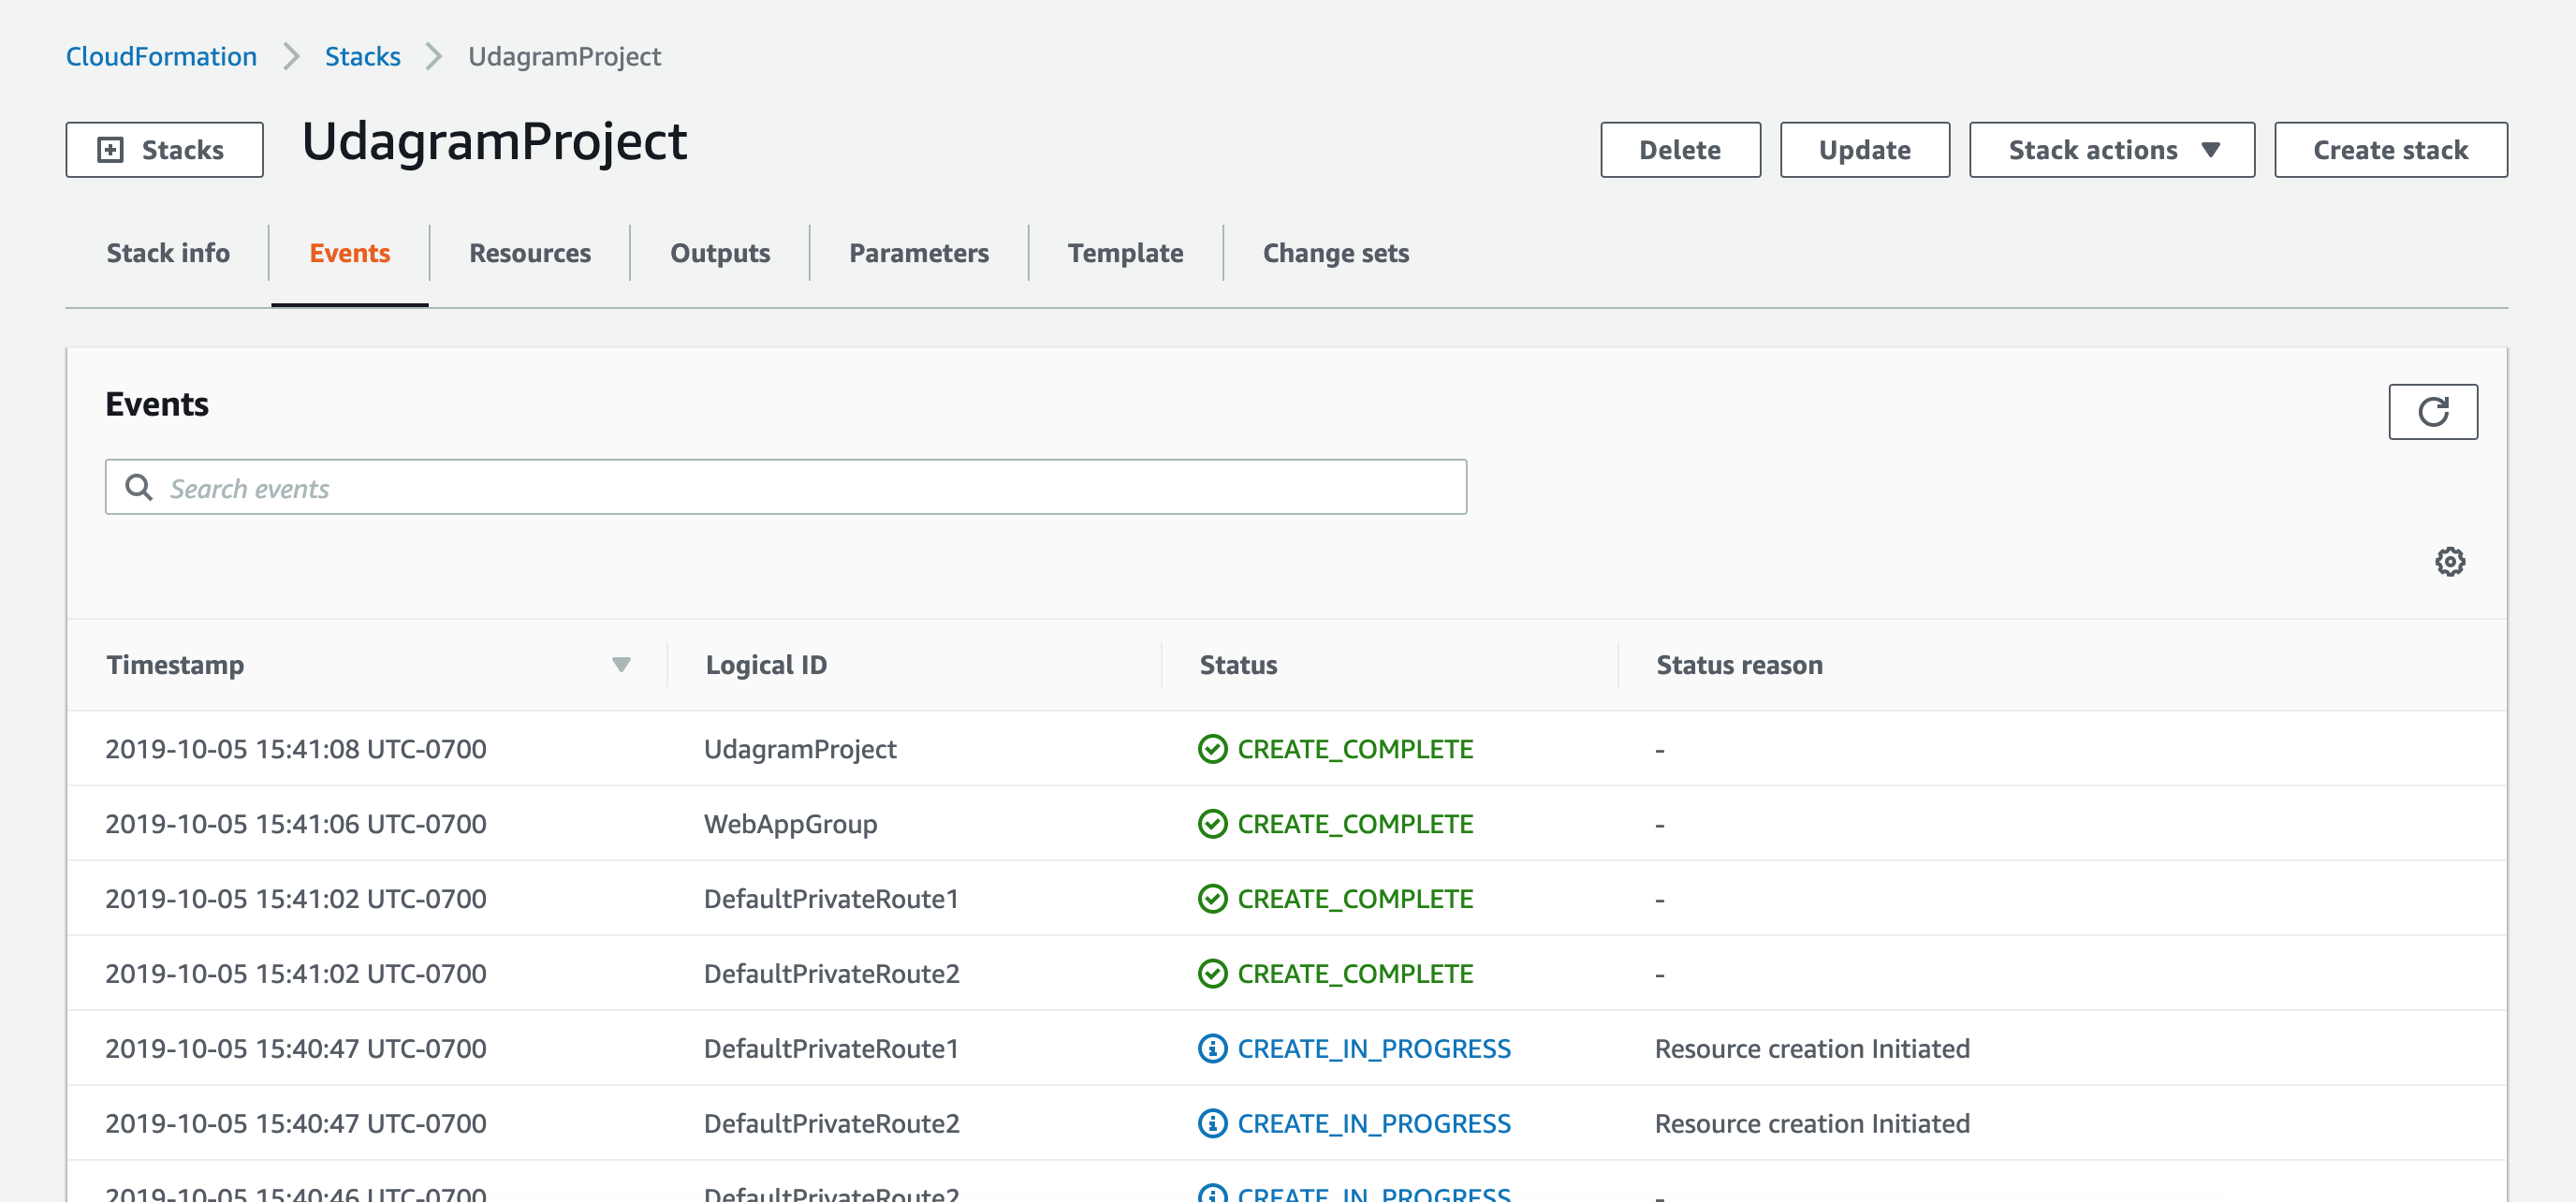 CloudFormation > Stacks > UdagramProject
Stacks UdagramProject Delete Update Stack actions Create stack
Stack info Events Resources Outputs Parameters Template Change sets
Events
Search events
Timestamp Logical ID Status Status reason
2019-10-05 15:41:08 UTC-0700 UdagramProject CREATE_COMPLETE -
2019-10-05 15:41:06 UTC-0700 WebAppGroup CREATE_COMPLETE -
2019-10-05 15:41:02 UTC-0700 DefaultPrivateRoute1 CREATE_COMPLETE -
2019-10-05 15:41:02 UTC-0700 DefaultPrivateRoute2 CREATE_COMPLETE -
2019-10-05 15:40:47 UTC-0700 DefaultPrivateRoute1 CREATE_IN_PROGRESS Resource creation Initiated
2019-10-05 15:40:47 UTC-0700 DefaultPrivateRoute2 CREATE_IN_PROGRESS Resource creation Initiated
2019-10-05 15:40:46 UTC-0700 DefaultPrivateRoute2 CREATE_IN_PROGRESS -